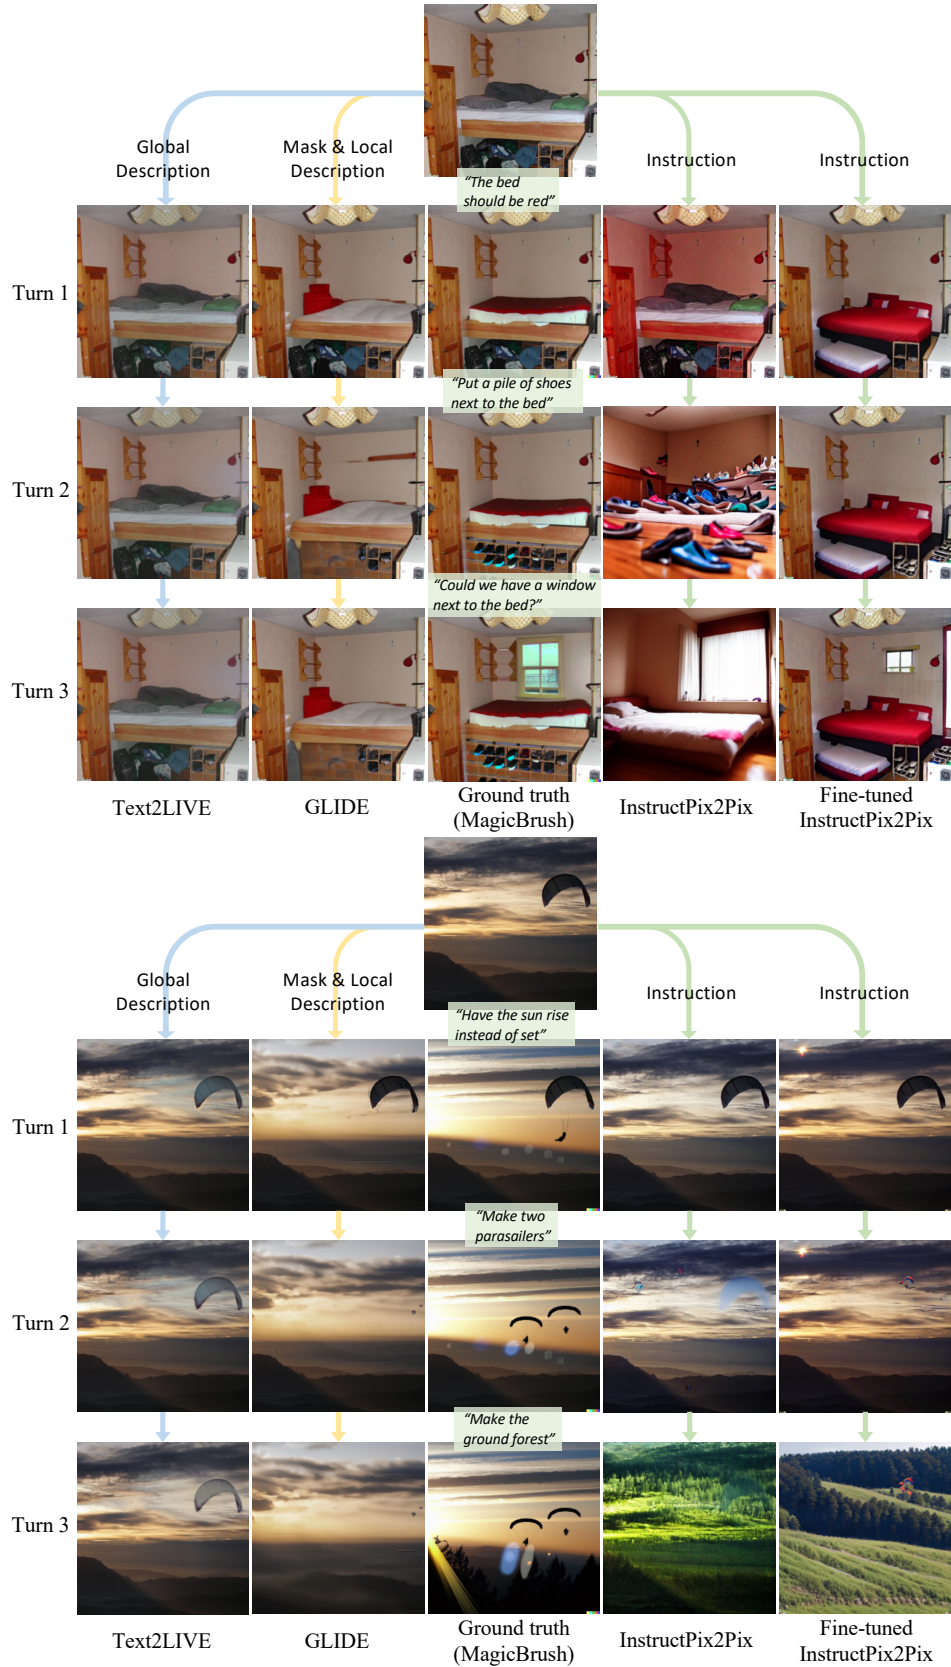 Global
Description
Mask & Local
Description
Instruction
Instruction
“The bed
should be red”
Turn 1
“Put a pile of shoes
next to the bed”
Turn 2
“Could we have a window
next to the bed?”
Turn 3
Text2LIVE
GLIDE
Ground truth
(MagicBrush)
InstructPix2Pix
Fine-tuned
InstructPix2Pix
Global
Description
Mask & Local
Description
Instruction
Instruction
“Have the sun rise
instead of set”
Turn 1
“Make two
parasailers”
Turn 2
“Make the
ground forest”
Turn 3
Text2LIVE
GLIDE
Ground truth
(MagicBrush)
InstructPix2Pix
Fine-tuned
InstructPix2Pix